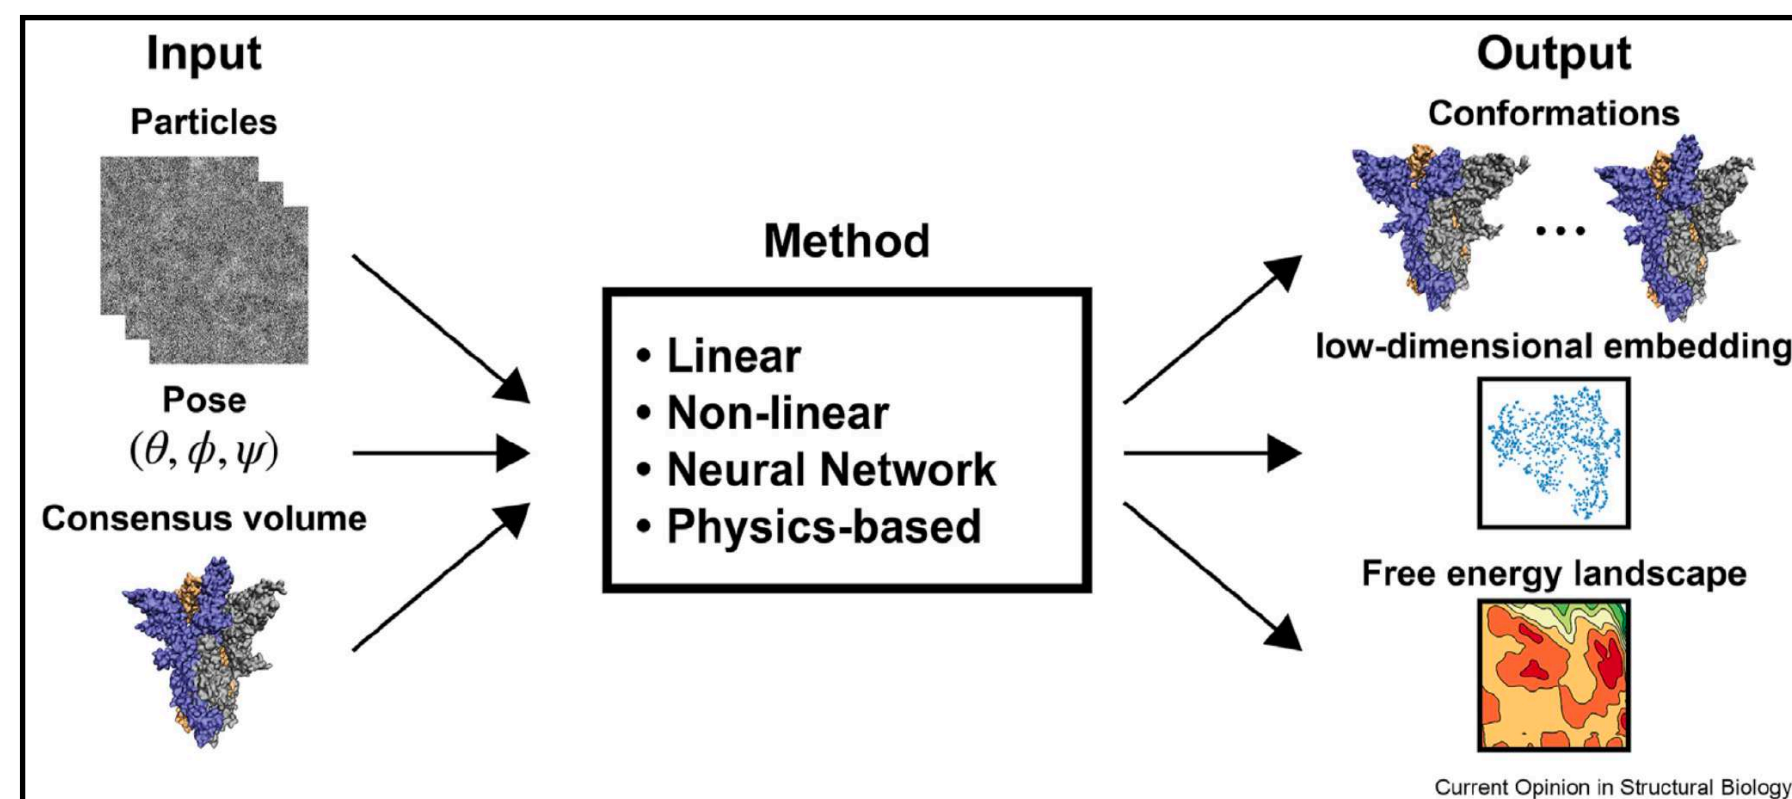 Input
Particles
Pose
(θ, ϕ, ψ)
Consensus volume
Method
• Linear
• Non-linear
• Neural Network
• Physics-based
Output
Conformations
...
low-dimensional embedding
Free energy landscape
Current Opinion in Structural Biology